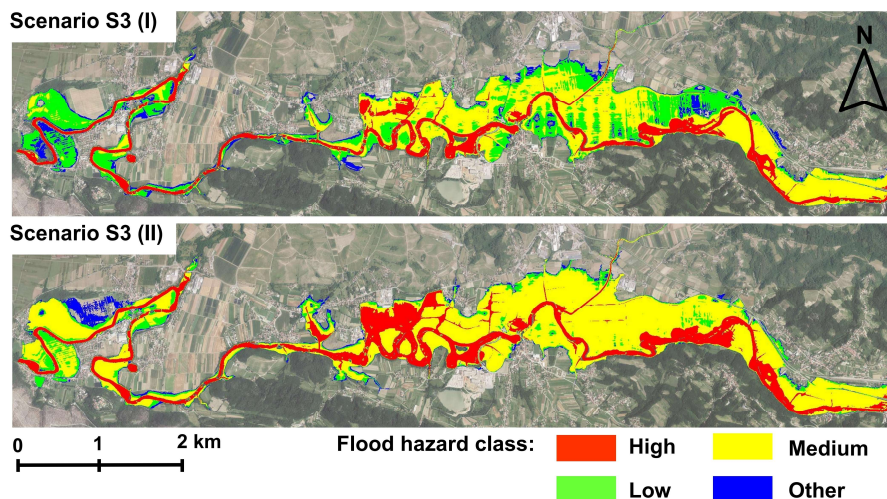 Scenario S3 (I)
N
Scenario S3 (II)
0 1 2 km
Flood hazard class:
High
Medium
Low
Other